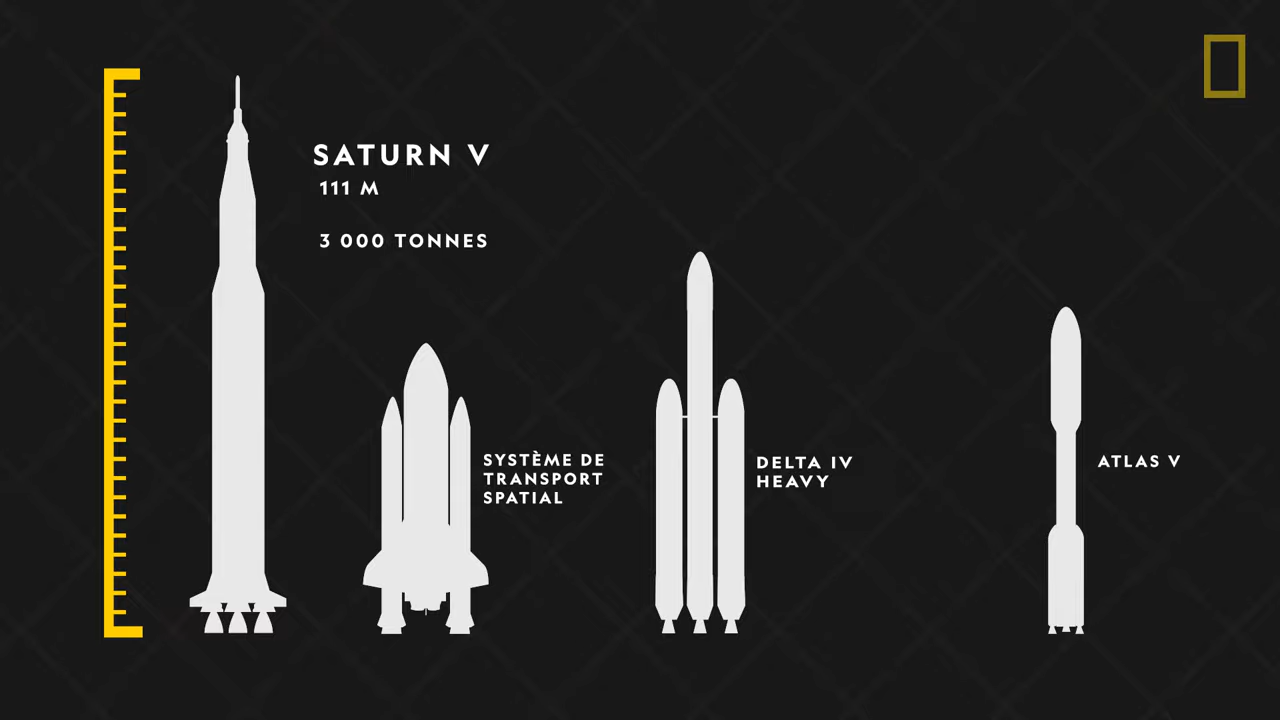 SATURN V
111 M
3 000 TONNES
SYSTÈME DE
TRANSPORT
SPATIAL
DELTA IV
HEAVY
ATLAS V